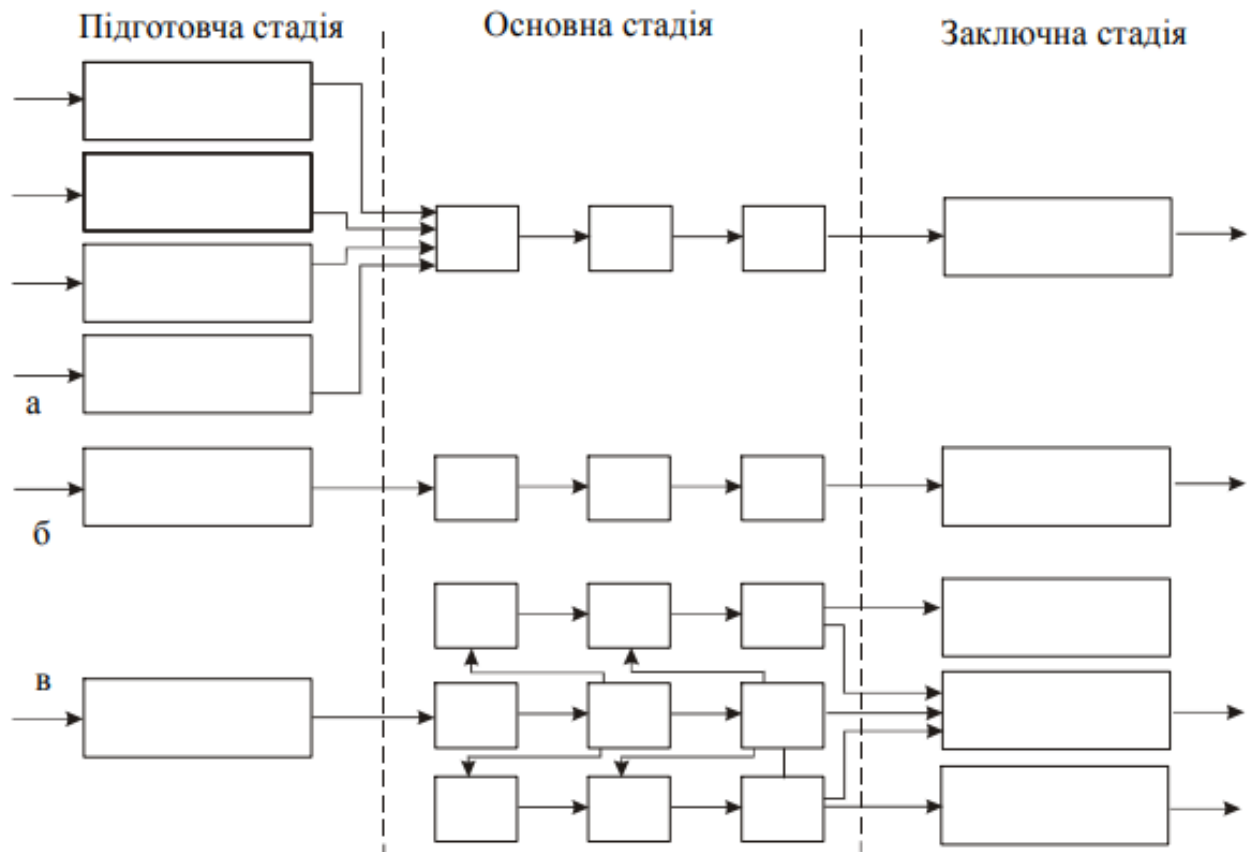 Підготовча стадія
Основна стадія
Заключна стадія
а
б
в